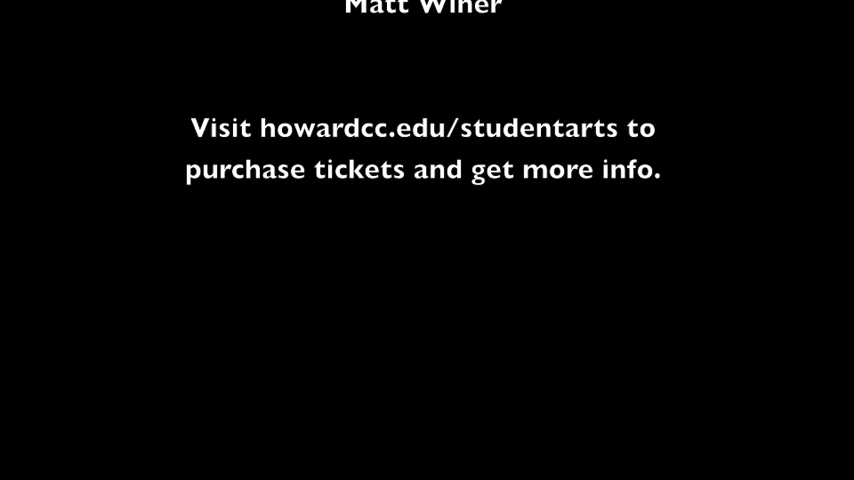 Matt Winer
Visit howardcc.edu/studentarts to
purchase tickets and get more info.